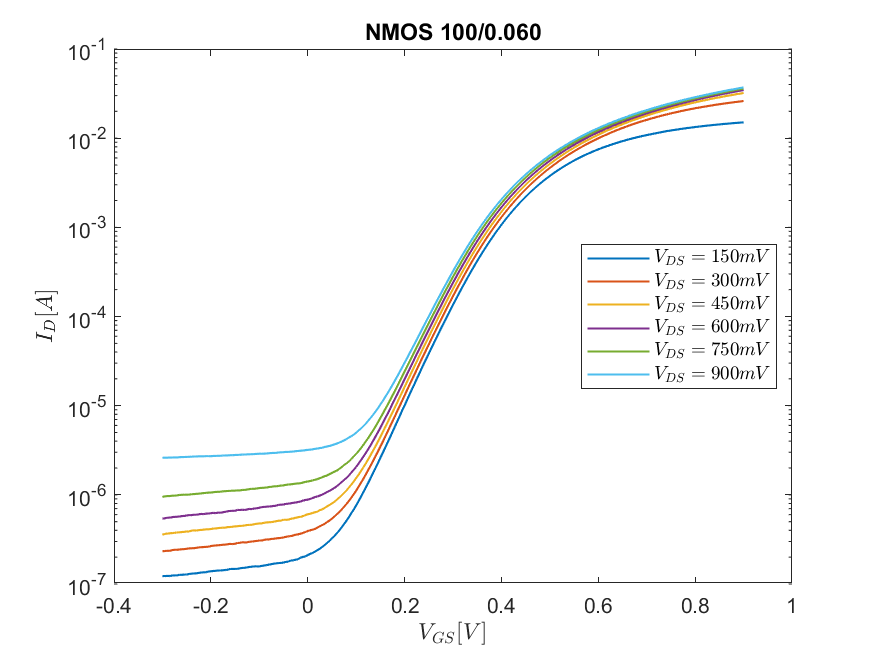 NMOS 100/0.060
10^-1
10^-2
10^-3
10^-4
10^-5
10^-6
10^-7
I_D[A]
V_DS = 150mV
V_DS = 300mV
V_DS = 450mV
V_DS = 600mV
V_DS = 750mV
V_DS = 900mV
-0.4 -0.2 0 0.2 0.4 0.6 0.8 1
V_GS[V]